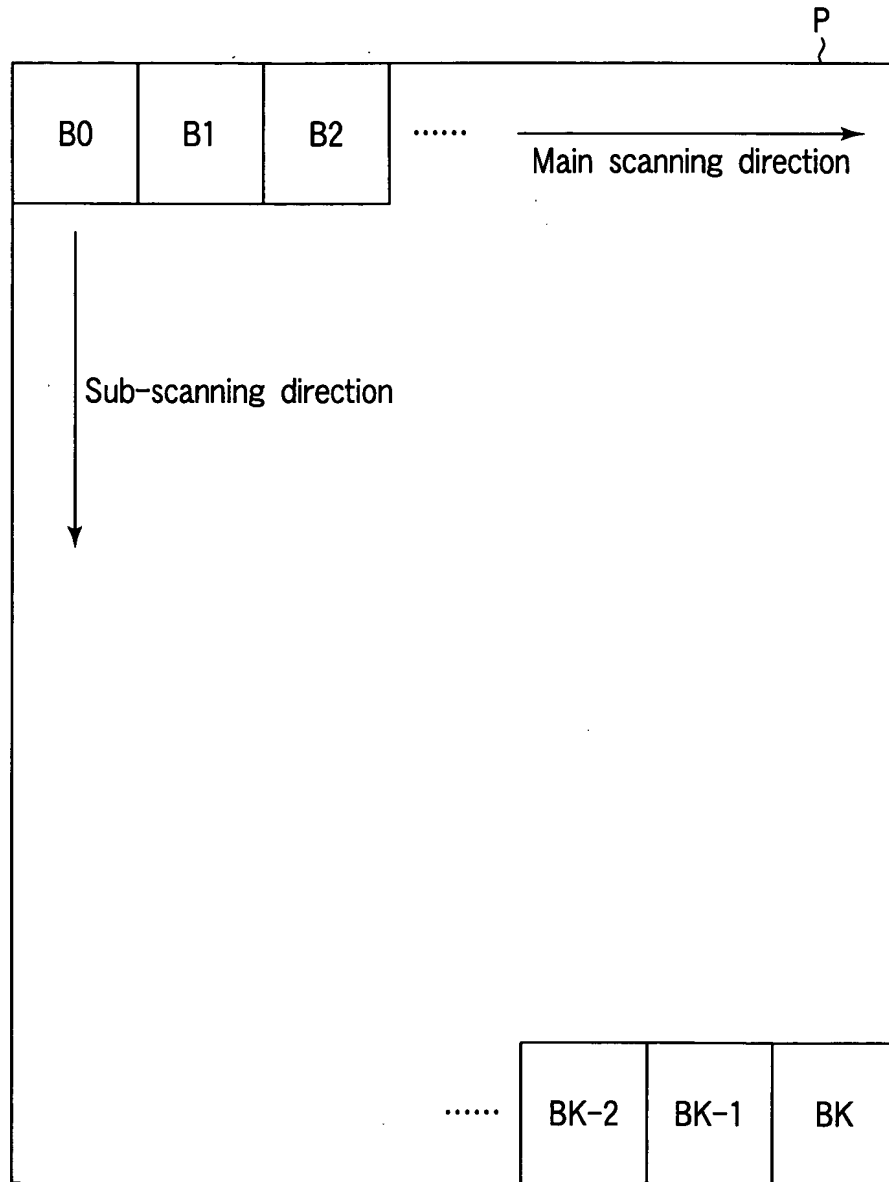 P
B0 B1 B2 ······
Main scanning direction
Sub-scanning direction
······ BK-2 BK-1 BK